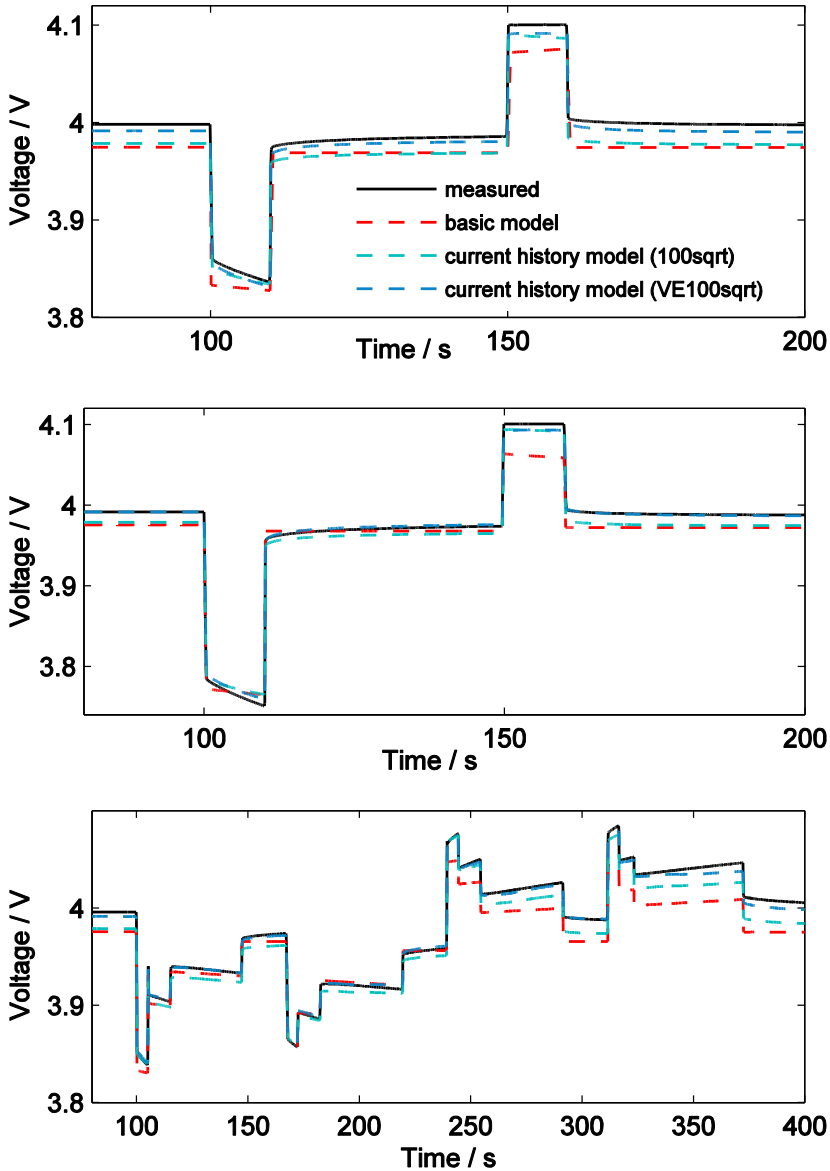 4.1
4
3.9
3.8
Voltage / V
measured
basic model
current history model (100sqrt)
current history model (VE100sqrt)
100
150
200
Time / s
4.1
4
3.9
3.8
Voltage / V
100
150
200
Time / s
4
3.9
3.8
Voltage / V
100 150 200 250 300 350 400
Time / s